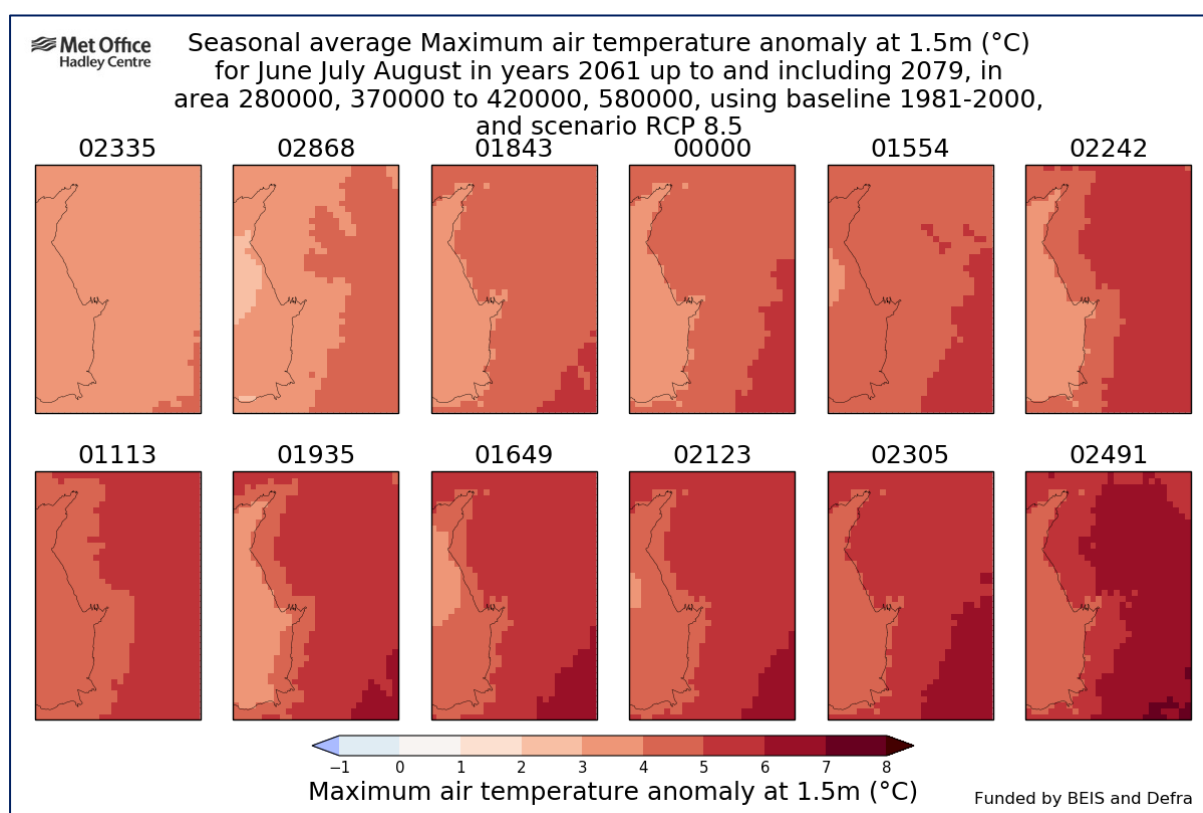 Met Office
Hadley Centre
Seasonal average Maximum air temperature anomaly at 1.5m (°C)
for June July August in years 2061 up to and including 2079, in
area 280000, 370000 to 420000, 580000, using baseline 1981-2000,
and scenario RCP 8.5
02335 02868 01843 00000 01554 02242
01113 01935 01649 02123 02305 02491
−1 0 1 2 3 4 5 6 7 8
Maximum air temperature anomaly at 1.5m (°C)
Funded by BEIS and Defra